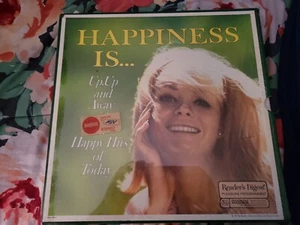 HAPPINESS
IS...
Up, Up
and
Away
Happy Hits
of
Today
Reader's Digest